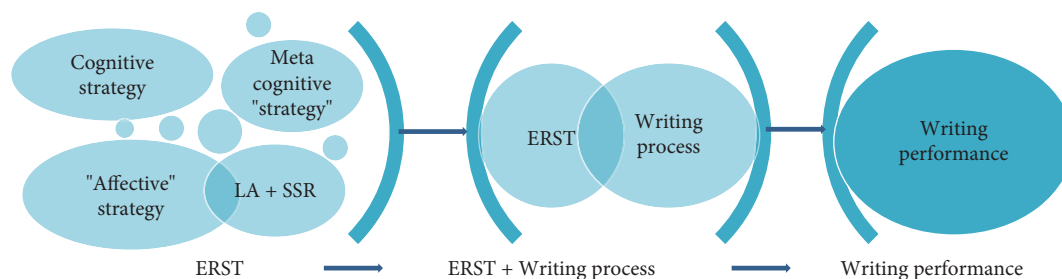 Cognitive
strategy
Meta
cognitive
"strategy"
"Affective"
strategy
LA + SSR
ERST
Writing
process
Writing
performance
ERST
ERST + Writing process
Writing performance